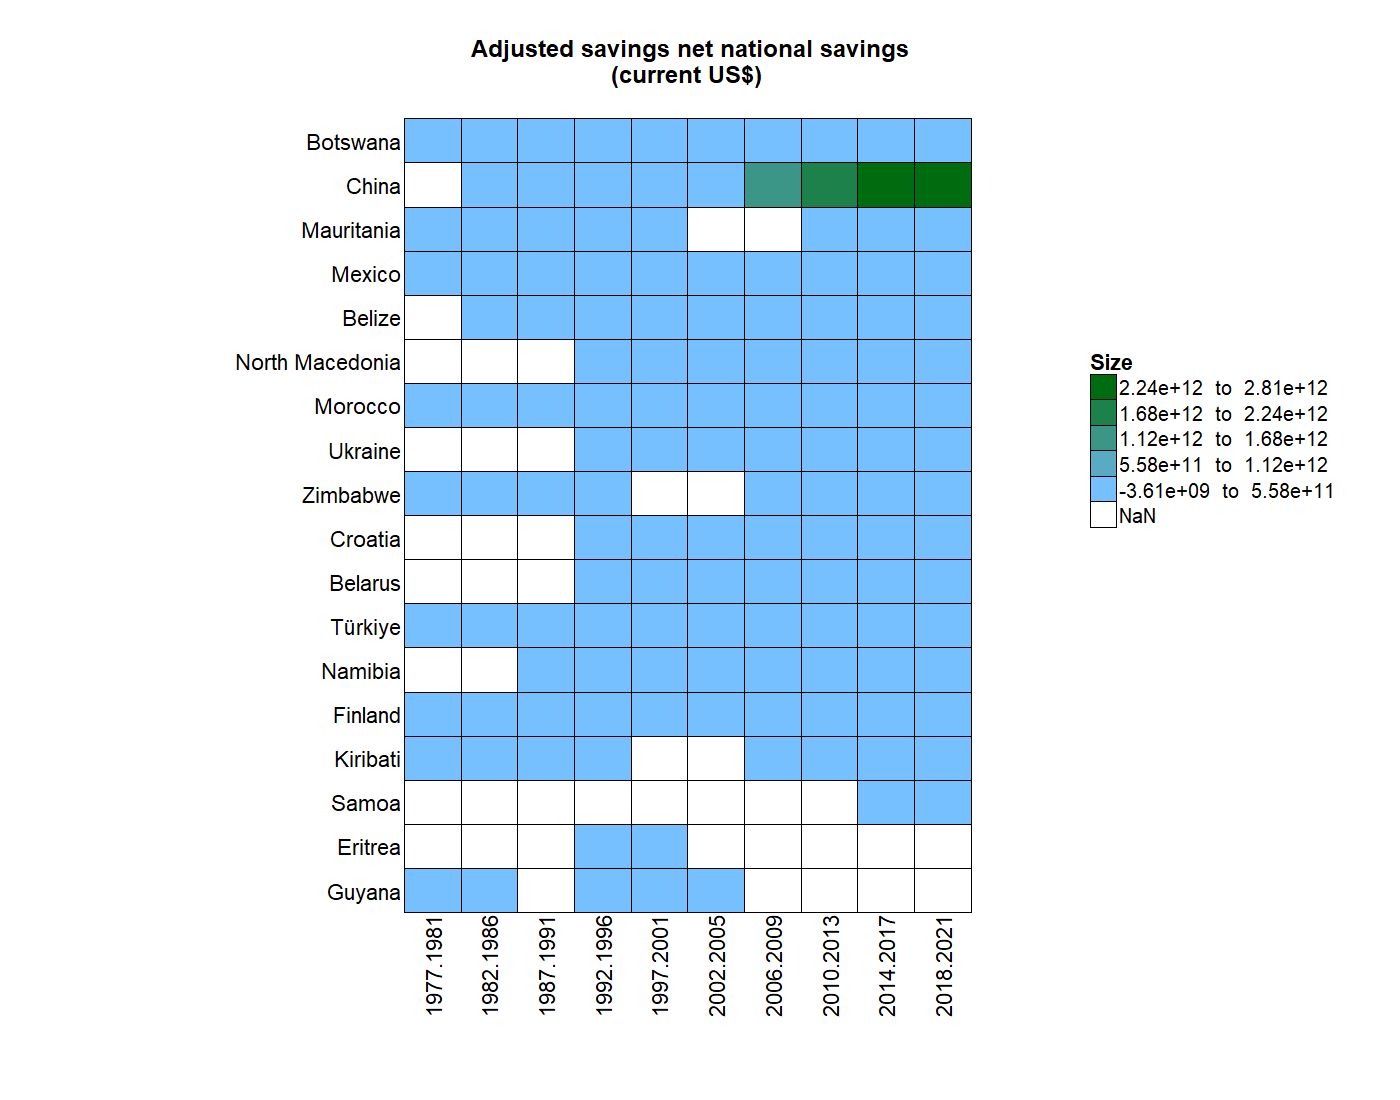 Adjusted savings net national savings
(current US$)
Botswana
China
Mauritania
Mexico
Belize
North Macedonia
Morocco
Ukraine
Zimbabwe
Croatia
Belarus
Türkiye
Namibia
Finland
Kiribati
Samoa
Eritrea
Guyana
1977.1981
1982.1986
1987.1991
1992.1996
1997.2001
2002.2005
2006.2009
2010.2013
2014.2017
2018.2021
Size
2.24e+12 to 2.81e+12
1.68e+12 to 2.24e+12
1.12e+12 to 1.68e+12
5.58e+11 to 1.12e+12
-3.61e+09 to 5.58e+11
NaN